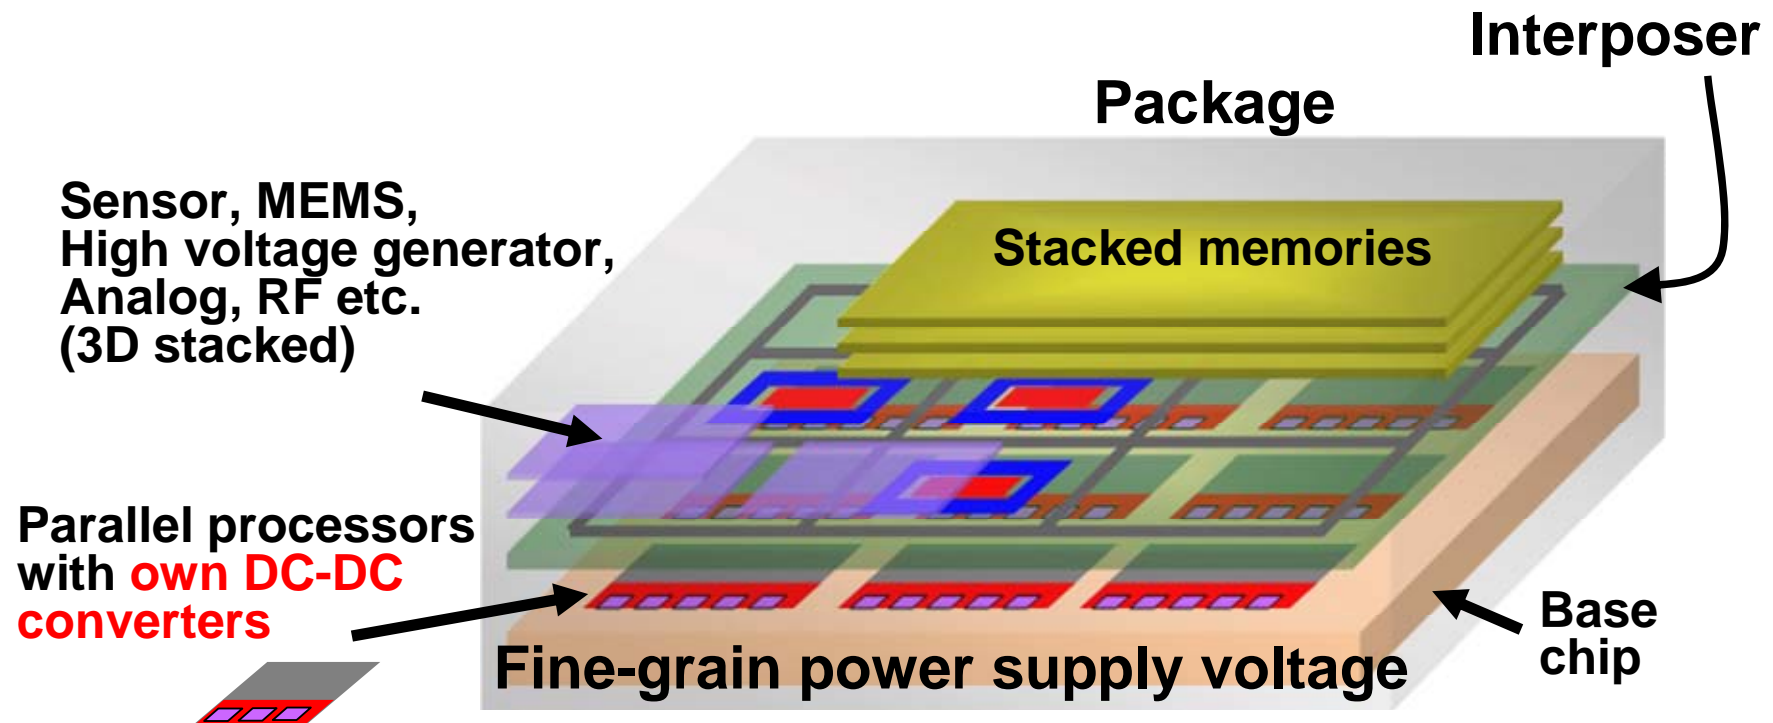 Interposer
Package
Sensor, MEMS,
High voltage generator,
Analog, RF etc.
(3D stacked)
Stacked memories
Parallel processors
with own DC-DC
converters
Fine-grain power supply voltage
Base
chip